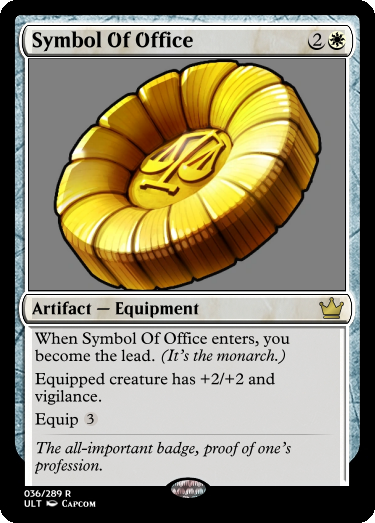 Symbol Of Office 2
When Symbol Of Office enters, you
become the lead. (It's the monarch.)
Equipped creature has +2/+2 and
vigilance.
Equip 3
The all-important badge, proof of one's
profession.
Artifact — Equipment
036/289 R
ULT Capcom